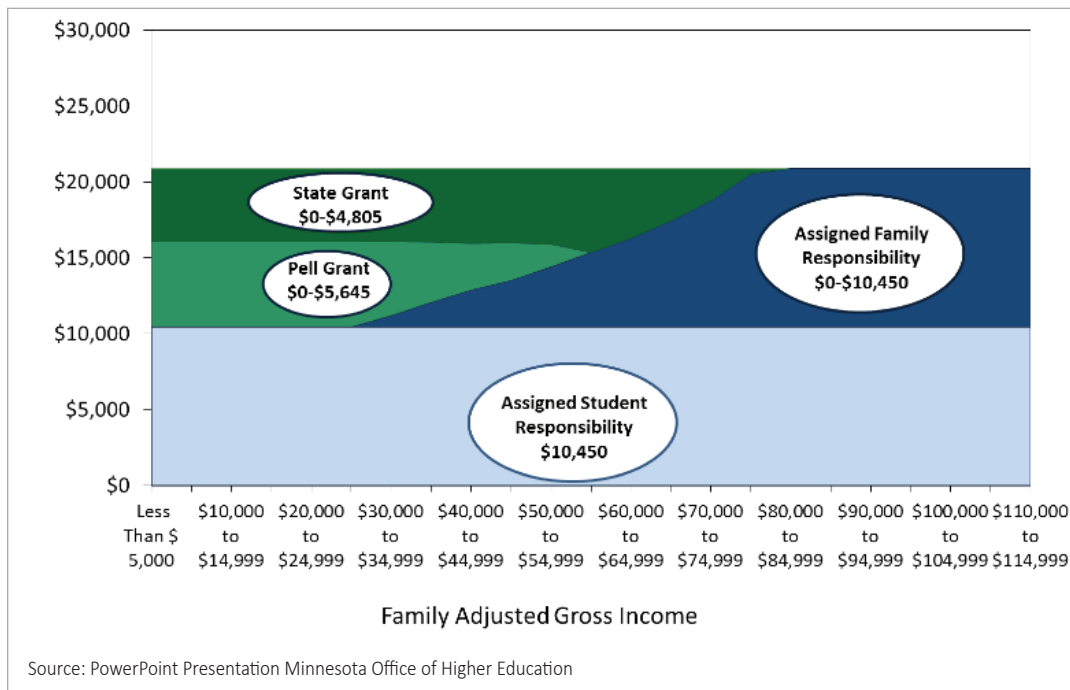 $30,000
$25,000
$20,000
$15,000
$10,000
$5,000
$0
State Grant
$0-$4,805
Pell Grant
$0-$5,645
Assigned Family
Responsibility
$0-$10,450
Assigned Student
Responsibility
$10,450
Less $10,000 $20,000 $30,000 $40,000 $50,000 $60,000 $70,000 $80,000 $90,000 $100,000 $110,000
Than $ to to to to to to to to to to to
5,000 $14,999 $24,999 $34,999 $44,999 $54,999 $64,999 $74,999 $84,999 $94,999 $104,999 $114,999
Family Adjusted Gross Income
Source: PowerPoint Presentation Minnesota Office of Higher Education